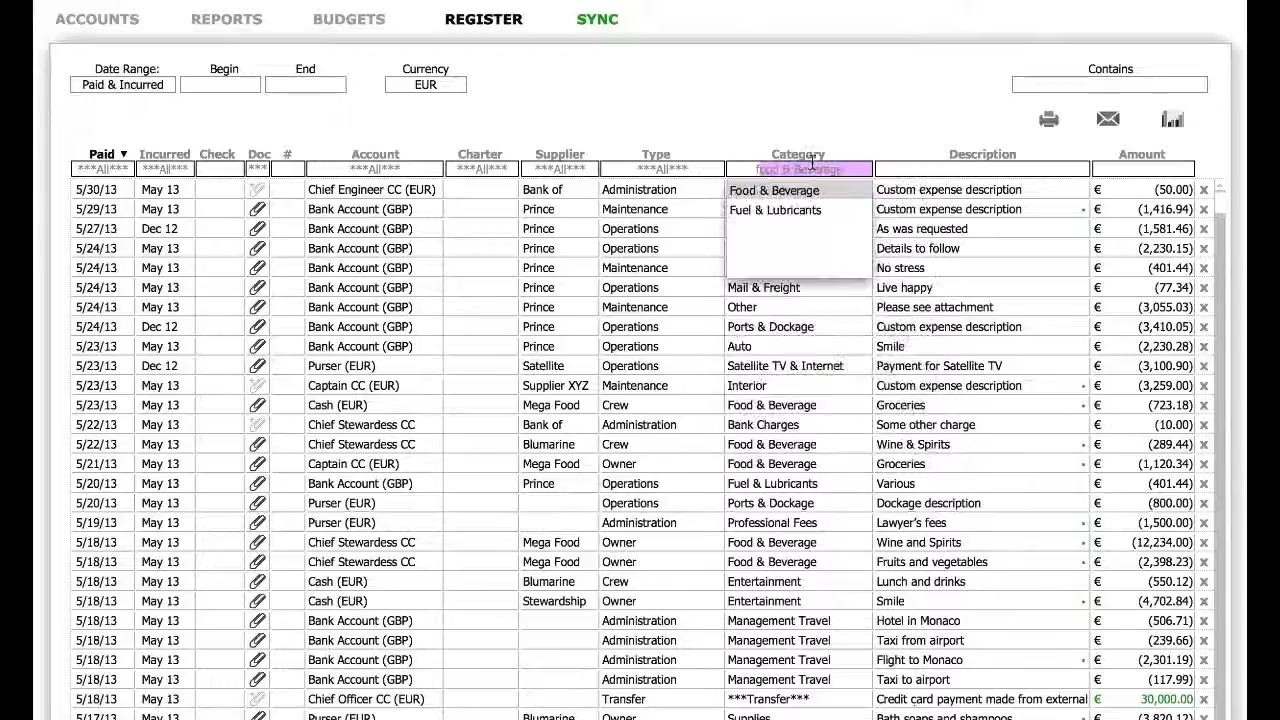 ACCOUNTS REPORTS BUDGETS REGISTER SYNC
Date Range: Begin End Currency Contains
Paid & Incurred EUR
Paid ▼ Incurred Check Doc # Account Charter Supplier Type Category Description Amount
***All*** ***All*** *** ***All*** ***All*** ***All*** ***All*** food & Beverage
5/30/13 May 13 Chief Engineer CC (EUR) Bank of Administration Food & Beverage Custom expense description € (50.00) x
5/29/13 May 13 Bank Account (GBP) Prince Maintenance Fuel & Lubricants Custom expense description € (1,416.94) x
5/27/13 Dec 12 Bank Account (GBP) Prince Operations As was requested € (1,581.46) x
5/24/13 May 13 Bank Account (GBP) Prince Operations Details to follow € (2,230.15) x
5/24/13 May 13 Bank Account (GBP) Prince Maintenance No stress € (401.44) x
5/24/13 May 13 Bank Account (GBP) Prince Operations Mail & Freight Live happy € (77.34) x
5/24/13 May 13 Bank Account (GBP) Prince Maintenance Other Please see attachment € (3,055.03) x
5/24/13 Dec 12 Bank Account (GBP) Prince Operations Ports & Dockage Custom expense description € (3,410.05) x
5/23/13 May 13 Bank Account (GBP) Prince Operations Auto Smile € (2,230.28) x
5/23/13 Dec 12 Purser (EUR) Satellite Operations Satellite TV & Internet Payment for Satellite TV € (3,100.90) x
5/23/13 May 13 Captain CC (EUR) Supplier XYZ Maintenance Interior Custom expense description € (3,259.00) x
5/23/13 May 13 Cash (EUR) Mega Food Crew Food & Beverage Groceries € (723.18) x
5/22/13 May 13 Chief Stewardess CC Bank of Administration Bank Charges Some other charge € (10.00) x
5/22/13 May 13 Chief Stewardess CC Blumarine Crew Food & Beverage Wine & Spirits € (289.44) x
5/21/13 May 13 Captain CC (EUR) Mega Food Owner Food & Beverage Groceries € (1,120.34) x
5/20/13 May 13 Bank Account (GBP) Prince Operations Fuel & Lubricants Various € (401.44) x
5/20/13 May 13 Purser (EUR) Operations Ports & Dockage Dockage description € (800.00) x
5/19/13 May 13 Purser (EUR) Administration Professional Fees Lawyer's fees € (1,500.00) x
5/18/13 May 13 Chief Stewardess CC Mega Food Owner Food & Beverage Wine and Spirits € (12,234.00) x
5/18/13 May 13 Chief Stewardess CC Mega Food Owner Food & Beverage Fruits and vegetables € (2,398.23) x
5/18/13 May 13 Cash (EUR) Blumarine Crew Entertainment Lunch and drinks € (550.12) x
5/18/13 May 13 Cash (EUR) Stewardship Owner Entertainment Smile € (4,702.84) x
5/18/13 May 13 Bank Account (GBP) Administration Management Travel Hotel in Monaco € (506.71) x
5/18/13 May 13 Bank Account (GBP) Administration Management Travel Taxi from airport € (239.66) x
5/18/13 May 13 Bank Account (GBP) Administration Management Travel Flight to Monaco € (2,301.19) x
5/18/13 May 13 Bank Account (GBP) Administration Management Travel Taxi to airport € (117.99) x
5/18/13 May 13 Chief Officer CC (EUR) Transfer ***Transfer*** Credit card payment made from external € 30,000.00 x
5/17/13 May 13 Purser (EUR) Blumarine Owner Supplies Bath soaps and shampoos € (3,820.12) x